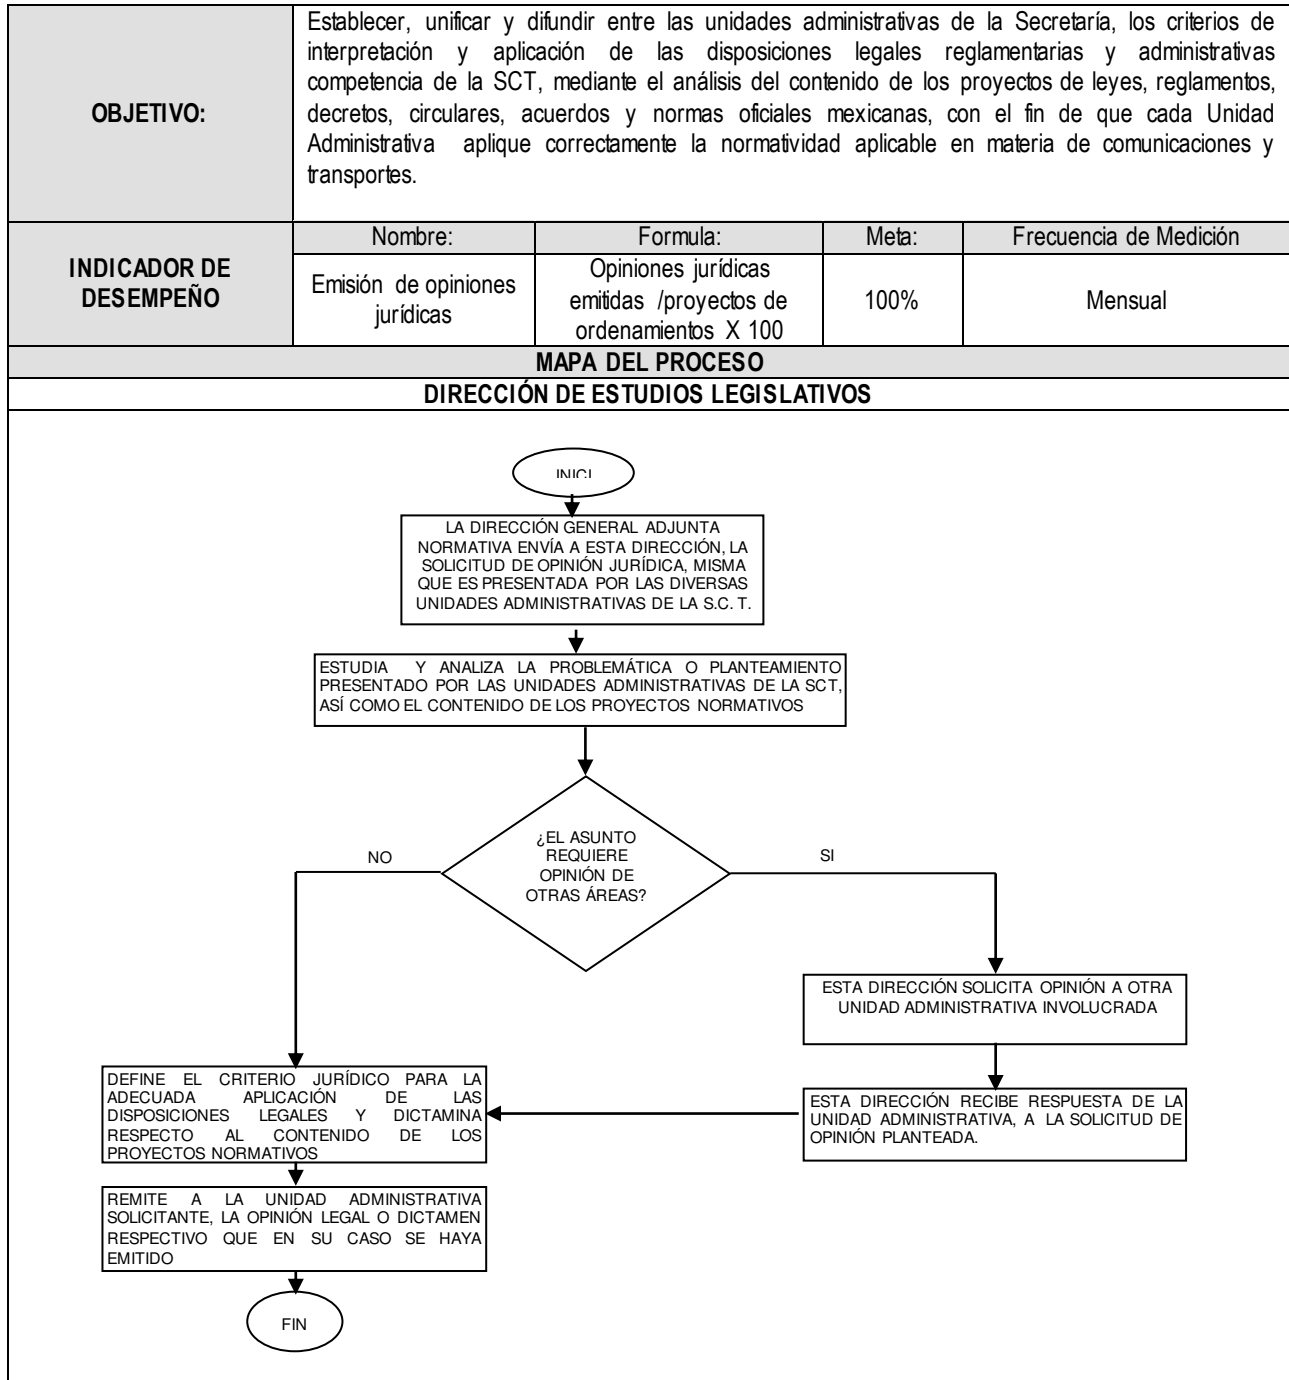 OBJETIVO:
Establecer, unificar y difundir entre las unidades administrativas de la Secretaría, los criterios de
interpretación y aplicación de las disposiciones legales reglamentarias y administrativas
competencia de la SCT, mediante el análisis del contenido de los proyectos de leyes, reglamentos,
decretos, circulares, acuerdos y normas oficiales mexicanas, con el fin de que cada Unidad
Administrativa aplique correctamente la normatividad aplicable en materia de comunicaciones y
transportes.
INDICADOR DE
DESEMPEÑO
Nombre:
Formula:
Meta:
Frecuencia de Medición
Emisión de opiniones
jurídicas
Opiniones jurídicas
emitidas /proyectos de
ordenamientos X 100
100%
Mensual
MAPA DEL PROCESO
DIRECCIÓN DE ESTUDIOS LEGISLATIVOS
INICI
LA DIRECCIÓN GENERAL ADJUNTA
NORMATIVA ENVÍA A ESTA DIRECCIÓN, LA
SOLICITUD DE OPINIÓN JURÍDICA, MISMA
QUE ES PRESENTADA POR LAS DIVERSAS
UNIDADES ADMINISTRATIVAS DE LA S.C. T.
ESTUDIA Y ANALIZA LA PROBLEMÁTICA O PLANTEAMIENTO
PRESENTADO POR LAS UNIDADES ADMINISTRATIVAS DE LA SCT,
ASÍ COMO EL CONTENIDO DE LOS PROYECTOS NORMATIVOS
¿EL ASUNTO
REQUIERE
OPINIÓN DE
OTRAS ÁREAS?
NO
SI
ESTA DIRECCIÓN SOLICITA OPINIÓN A OTRA
UNIDAD ADMINISTRATIVA INVOLUCRADA
ESTA DIRECCIÓN RECIBE RESPUESTA DE LA
UNIDAD ADMINISTRATIVA, A LA SOLICITUD DE
OPINIÓN PLANTEADA.
DEFINE EL CRITERIO JURÍDICO PARA LA
ADECUADA APLICACIÓN DE LAS
DISPOSICIONES LEGALES Y DICTAMINA
RESPECTO AL CONTENIDO DE LOS
PROYECTOS NORMATIVOS
REMITE A LA UNIDAD ADMINISTRATIVA
SOLICITANTE, LA OPINIÓN LEGAL O DICTAMEN
RESPECTIVO QUE EN SU CASO SE HAYA
EMITIDO
FIN